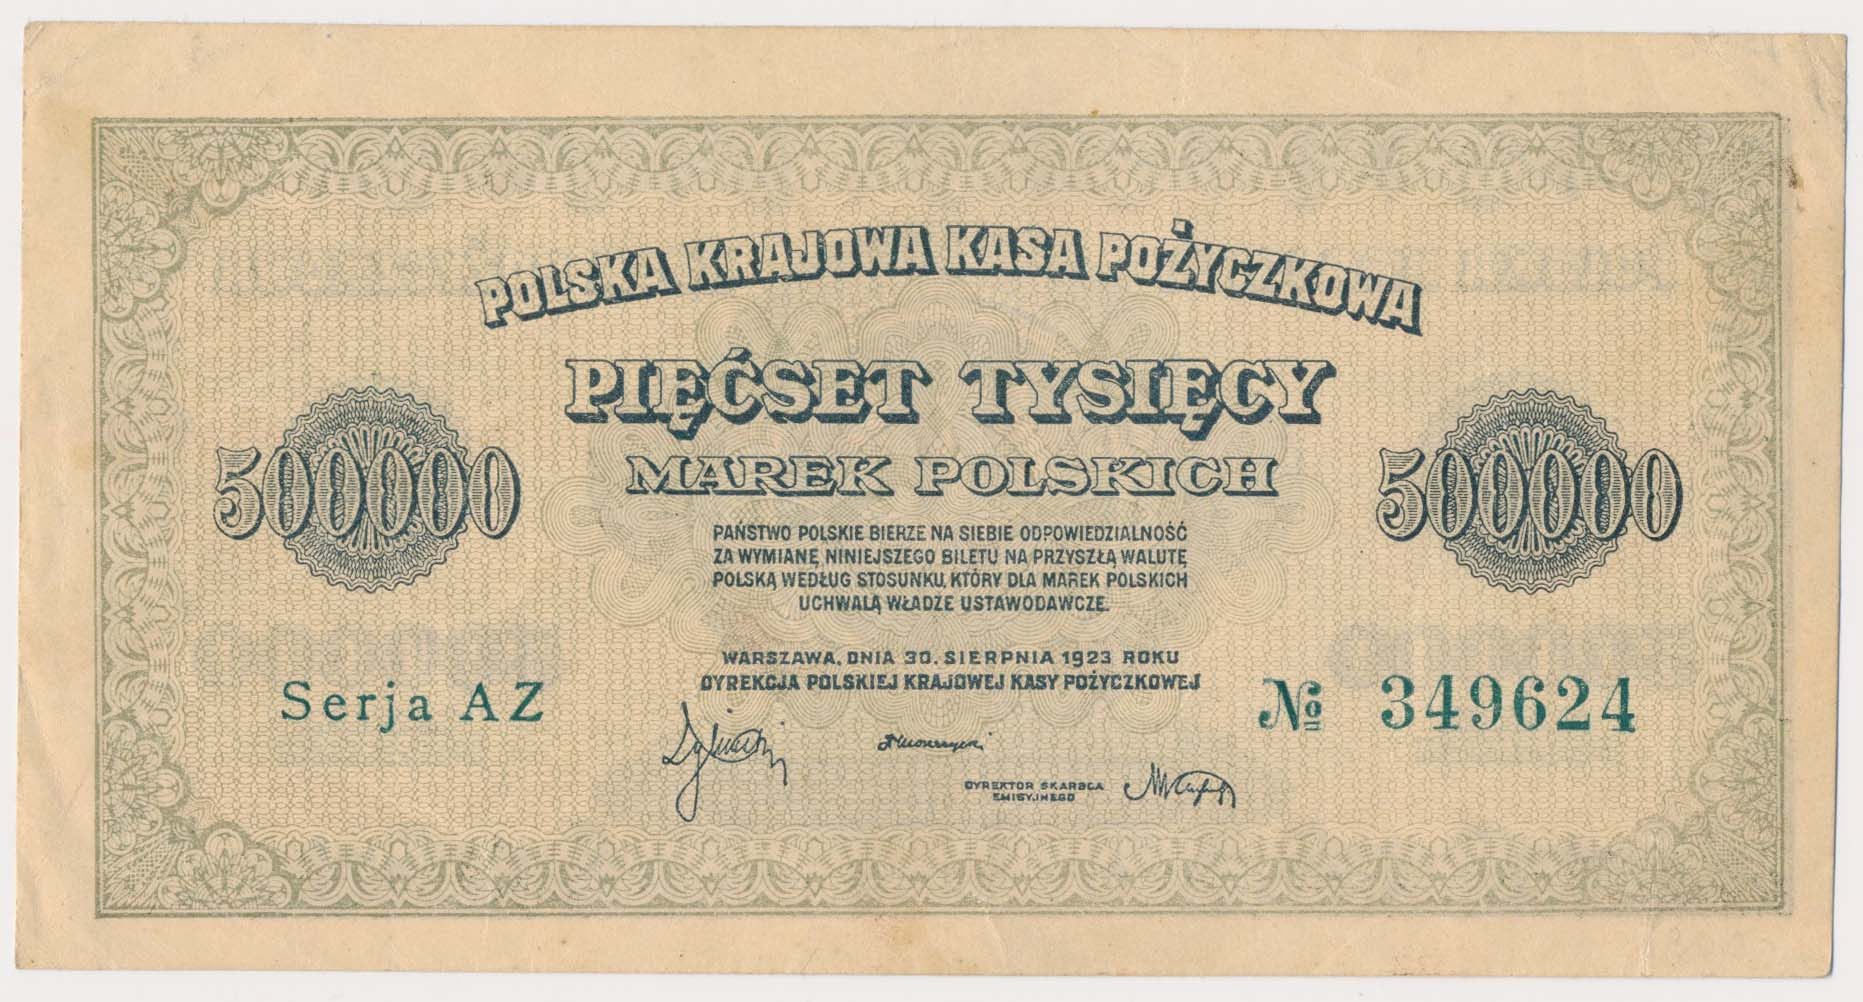 POLSKA KRAJOWA KASA POŻYCZKOWA
PIĘĆSET TYSIĘCY
500000
500000
MAREK POLSKICH
PAŃSTWO POLSKIE BIERZE NA SIEBIE ODPOWIEDZIALNOŚĆ
ZA WYMIANĘ NINIEJSZEGO BILETU NA PRZYSZŁĄ WALUTĘ
POLSKĄ WEDŁUG STOSUNKU, KTÓRY DLA MAREK POLSKICH
UCHWALĄ WŁADZE USTAWODAWCZE.
WARSZAWA, DNIA 30. SIERPNIA 1923 ROKU
DYREKCJA POLSKIEJ KRAJOWEJ KASY POŻYCZKOWEJ
Serja AZ
№ 349624
DYREKTOR SKARBCA
EMISYJNEGO